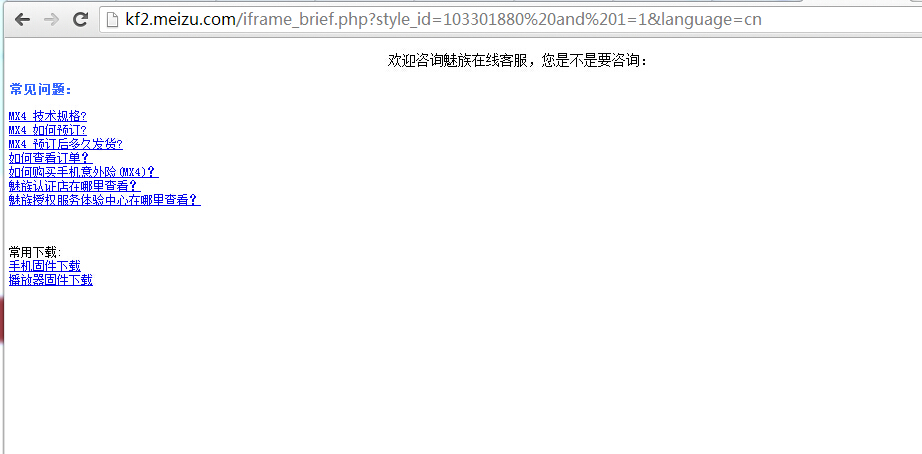 kf2.meizu.com/iframe_brief.php?style_id=103301880%20and%201=1&language=cn
欢迎咨询魅族在线客服，您是不是要咨询：
常见问题：
MX4 技术规格?
MX4 如何预订?
MX4 预订后多久发货?
如何查看订单？
如何购买手机意外险(MX4)？
魅族认证店在哪里查看？
魅族授权服务体验中心在哪里查看？
常用下载：
手机固件下载
播放器固件下载